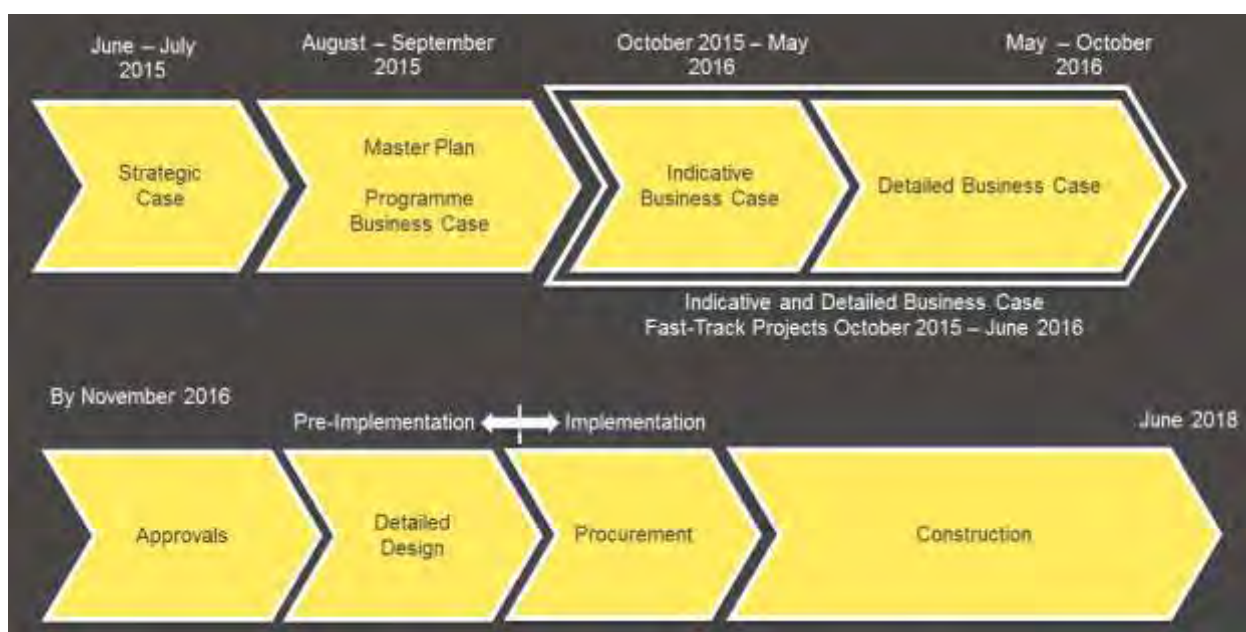 June – July
2015
August – September
2015
October 2015 – May
2016
May – October
2016
Strategic
Case
Master Plan
Programme
Business Case
Indicative
Business Case
Detailed Business Case
Indicative and Detailed Business Case
Fast-Track Projects October 2015 – June 2016
By November 2016
Pre-Implementation
Implementation
June 2018
Approvals
Detailed
Design
Procurement
Construction